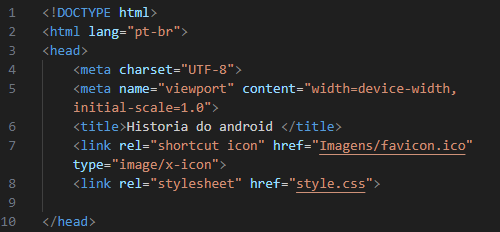 1 <!DOCTYPE html>
2 <html lang="pt-br">
3 <head>
4 <meta charset="UTF-8">
5 <meta name="viewport" content="width=device-width,
initial-scale=1.0">
6 <title>Historia do android </title>
7 <link rel="shortcut icon" href="Imagens/favicon.ico"
type="image/x-icon">
8 <link rel="stylesheet" href="style.css">
9
10 </head>